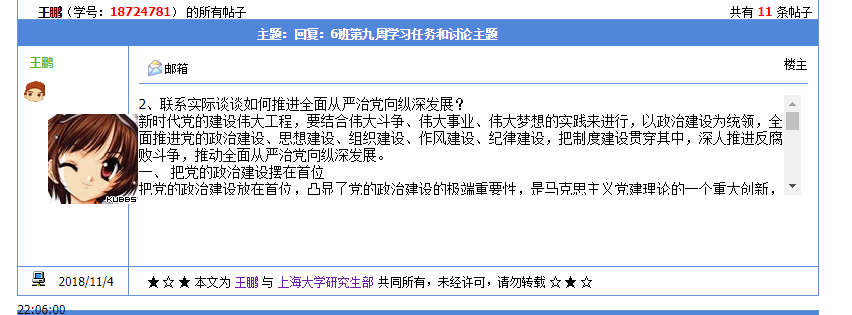 王鹏（学号：18724781） 的所有帖子 共有 11 条帖子
主题：回复：6班第九周学习任务和讨论主题
王鹏
邮箱 楼主
2、联系实际谈谈如何推进全面从严治党向纵深发展？
新时代党的建设伟大工程，要结合伟大斗争、伟大事业、伟大梦想的实践来进行，以政治建设为统领，全
面推进党的政治建设、思想建设、组织建设、作风建设、纪律建设，把制度建设贯穿其中，深入推进反腐
败斗争，推动全面从严治党向纵深发展。
一、 把党的政治建设摆在首位
把党的政治建设放在首位，凸显了党的政治建设的极端重要性，是马克思主义党建理论的一个重大创新，
KUBBS
2018/11/4 ★ ☆ ★ 本文为 王鹏 与 上海大学研究生部 共同所有，未经许可，请勿转载 ☆ ★ ☆
22:06:00